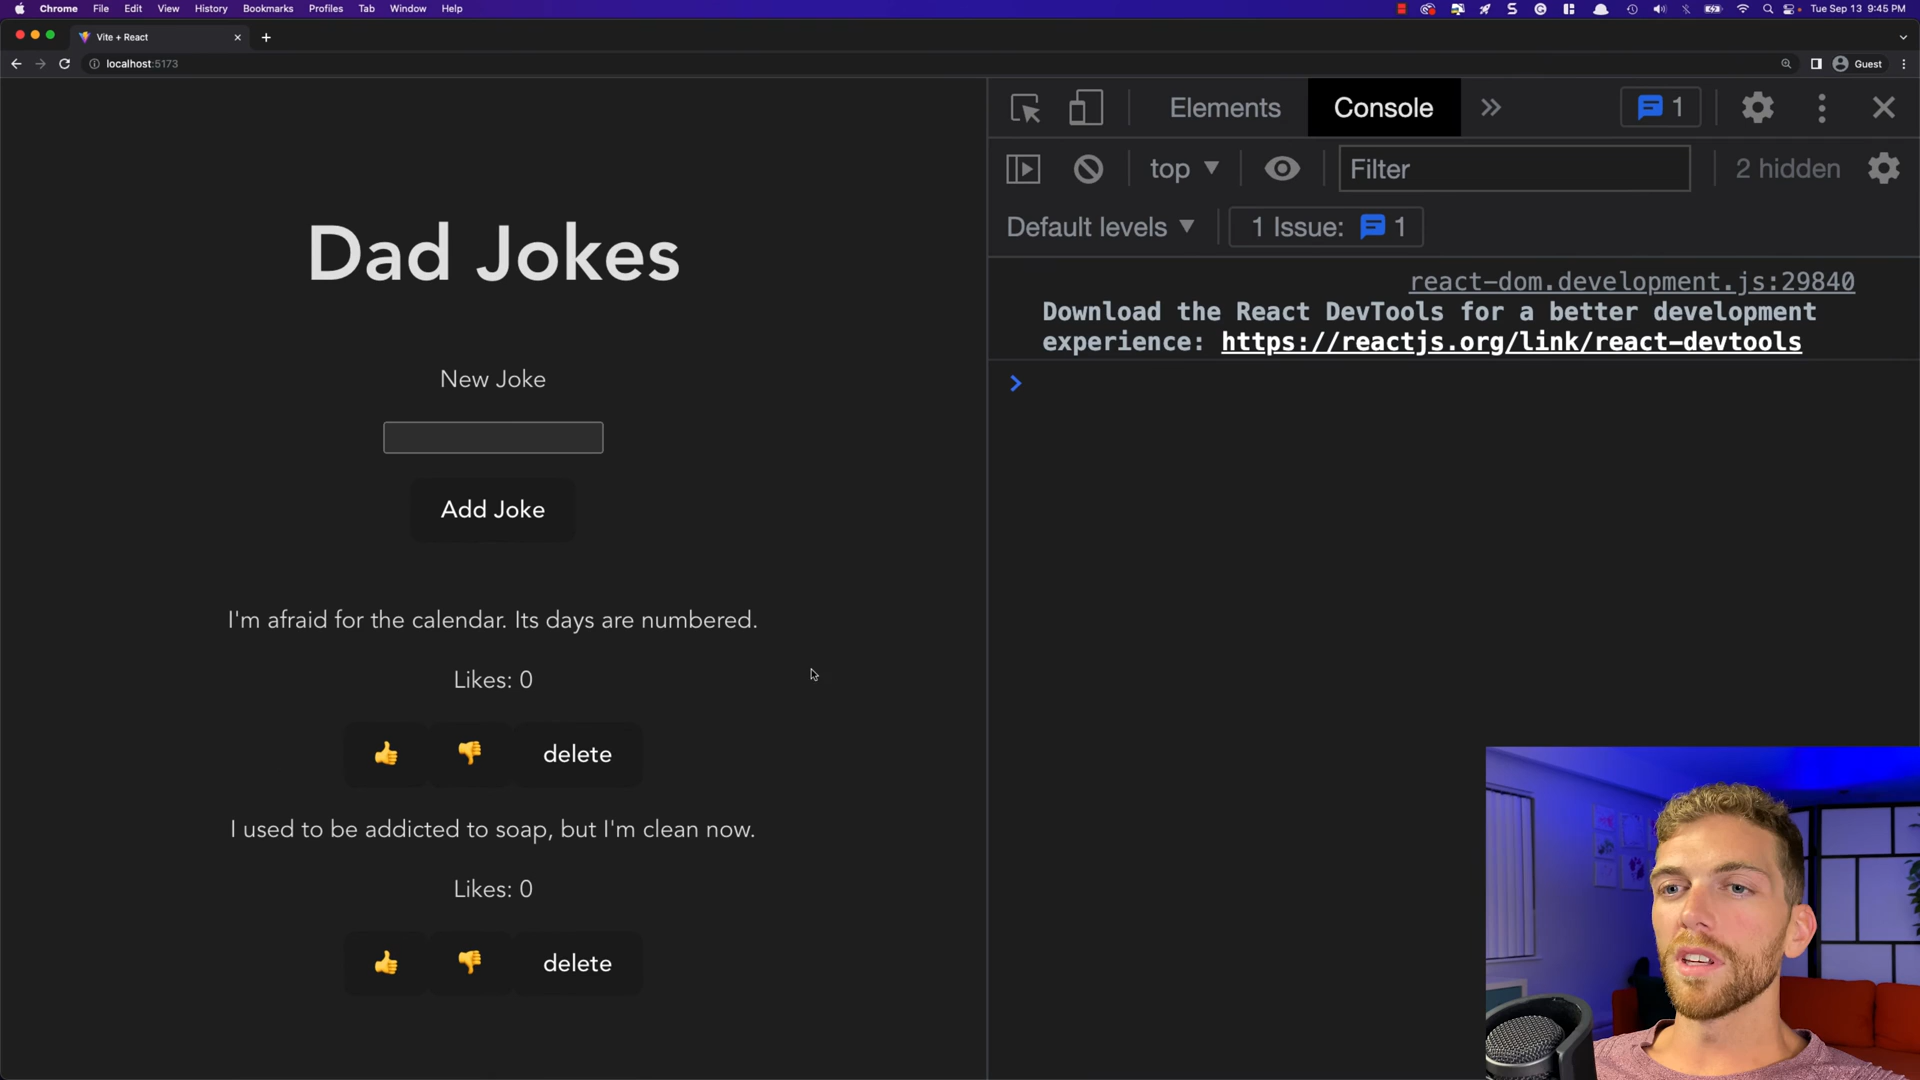 Chrome File Edit View History Bookmarks Profiles Tab Window Help
Tue Sep 13 9:45 PM
Vite + React
localhost:5173
Guest
Dad Jokes
New Joke
Add Joke
I'm afraid for the calendar. Its days are numbered.
Likes: 0
delete
I used to be addicted to soap, but I'm clean now.
Likes: 0
delete
Elements Console 1
top Filter 2 hidden
Default levels 1 Issue: 1
react-dom.development.js:29840
Download the React DevTools for a better development
experience: https://reactjs.org/link/react-devtools